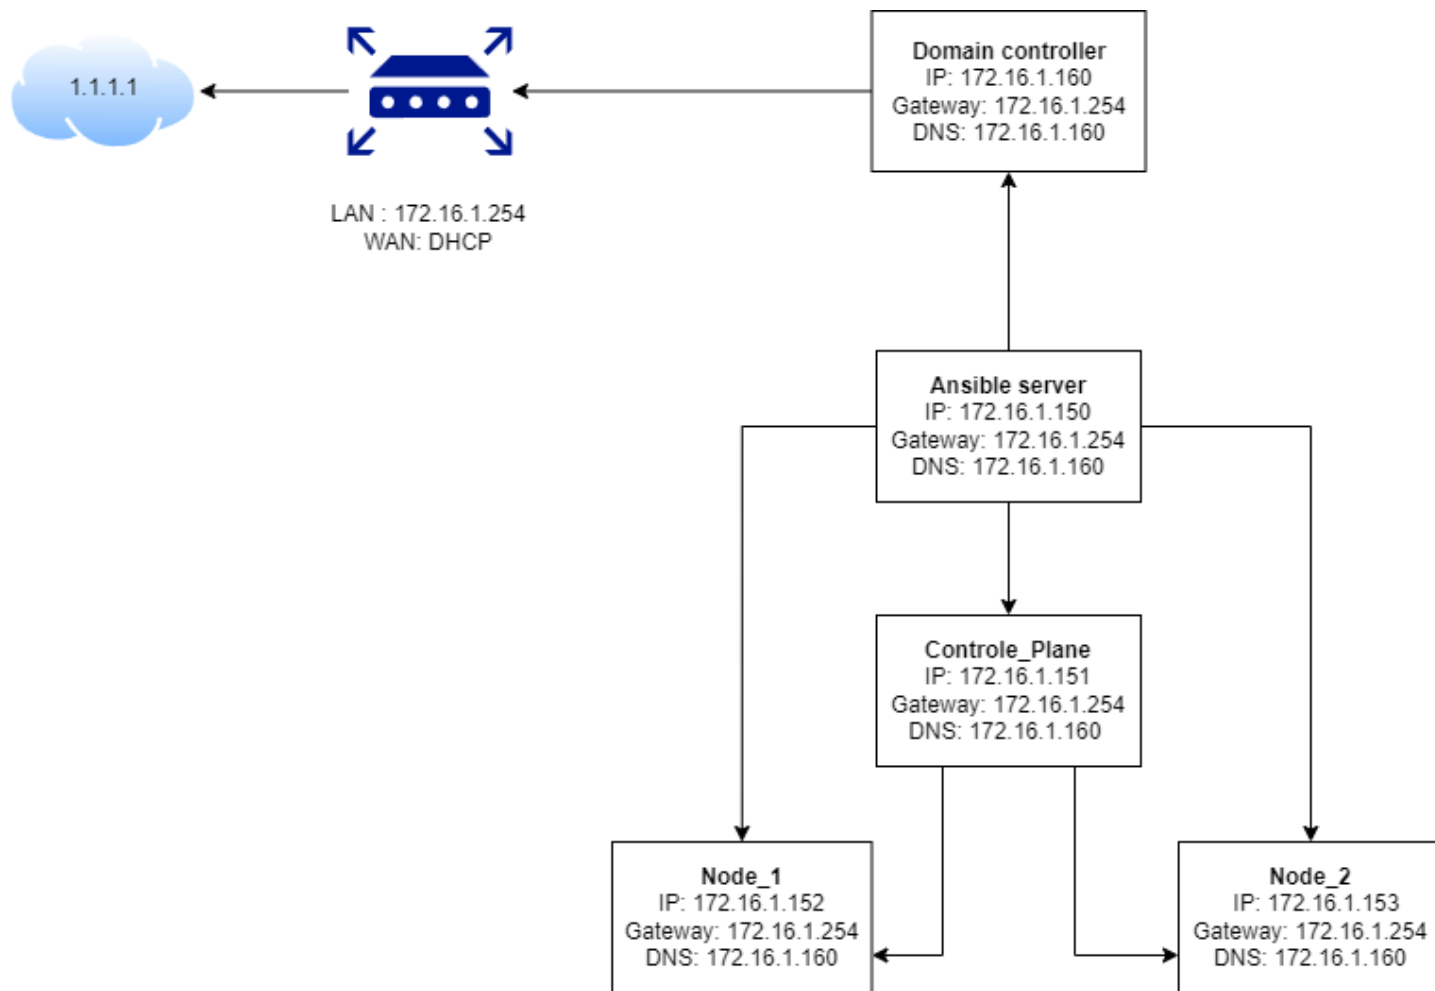 1.1.1.1
LAN : 172.16.1.254
WAN: DHCP
Domain controller
IP: 172.16.1.160
Gateway: 172.16.1.254
DNS: 172.16.1.160
Ansible server
IP: 172.16.1.150
Gateway: 172.16.1.254
DNS: 172.16.1.160
Controle_Plane
IP: 172.16.1.151
Gateway: 172.16.1.254
DNS: 172.16.1.160
Node_1
IP: 172.16.1.152
Gateway: 172.16.1.254
DNS: 172.16.1.160
Node_2
IP: 172.16.1.153
Gateway: 172.16.1.254
DNS: 172.16.1.160